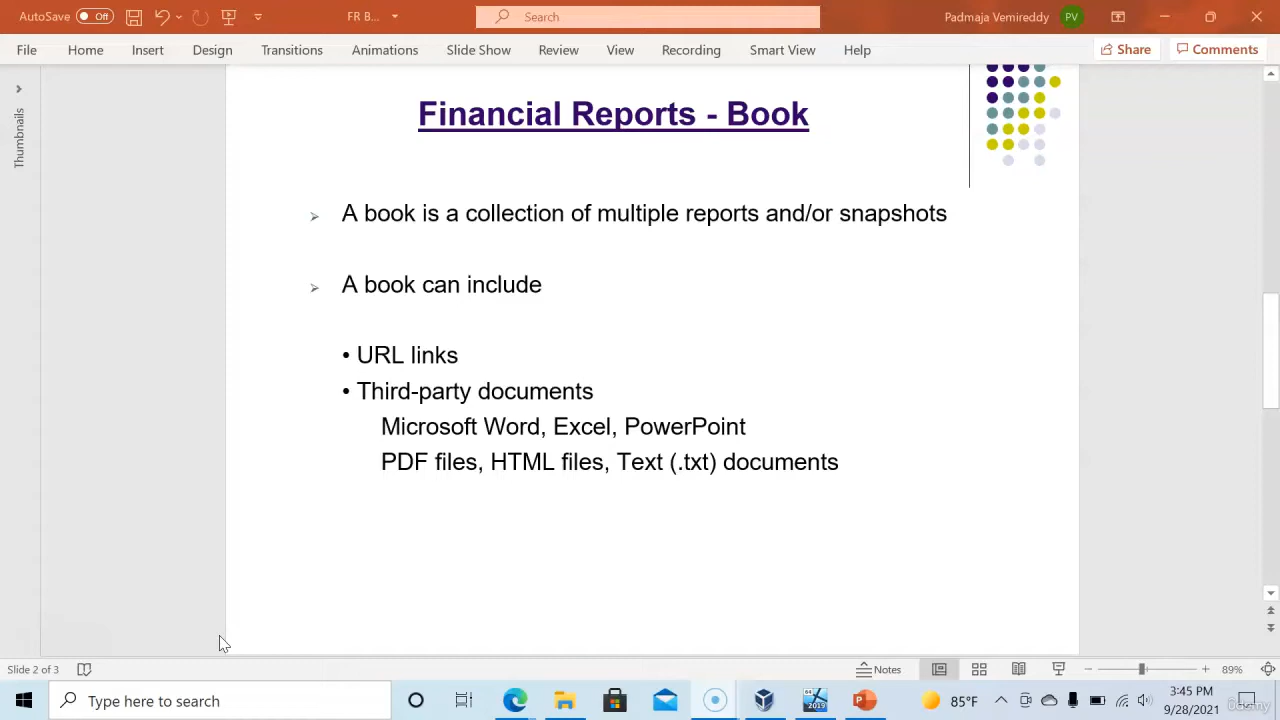 AutoSave Off FR B... Search Padmaja Vemireddy PV
File Home Insert Design Transitions Animations Slide Show Review View Recording Smart View Help Share Comments
Thumbnails
Financial Reports - Book
A book is a collection of multiple reports and/or snapshots
A book can include
• URL links
• Third-party documents
Microsoft Word, Excel, PowerPoint
PDF files, HTML files, Text (.txt) documents
Slide 2 of 3 Notes 89%
Type here to search 2019 85°F 3:45 PM
9/28/2021
Udemy